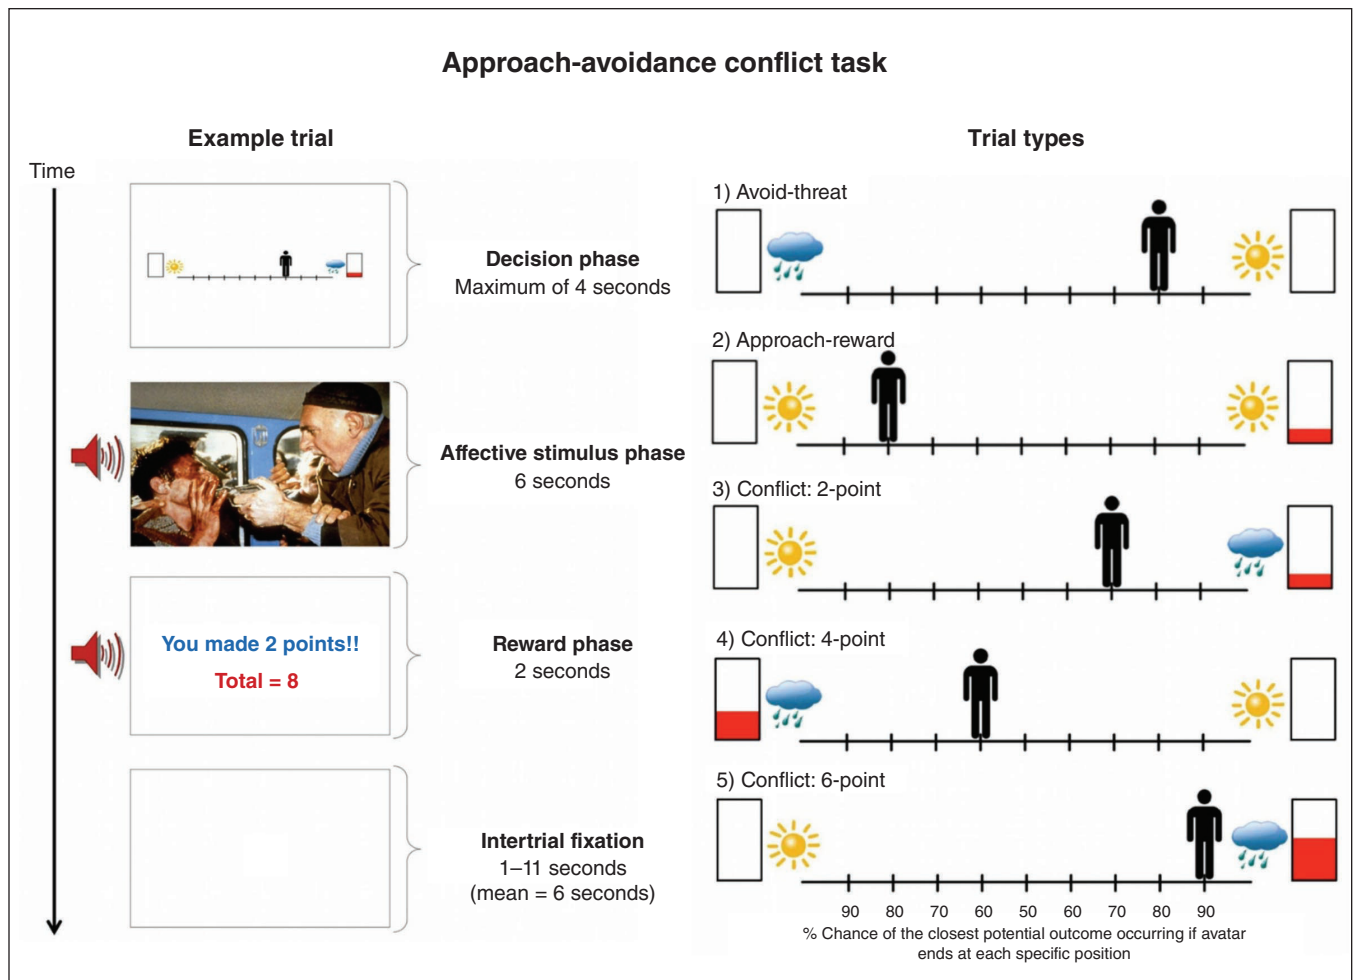 Approach-avoidance conflict task
Example trial
Time
Decision phase
Maximum of 4 seconds
Affective stimulus phase
6 seconds
You made 2 points!!
Total = 8
Reward phase
2 seconds
Intertrial fixation
1–11 seconds
(mean = 6 seconds)
Trial types
1) Avoid-threat
2) Approach-reward
3) Conflict: 2-point
4) Conflict: 4-point
5) Conflict: 6-point
90 80 70 60 50 60 70 80 90
% Chance of the closest potential outcome occurring if avatar
ends at each specific position